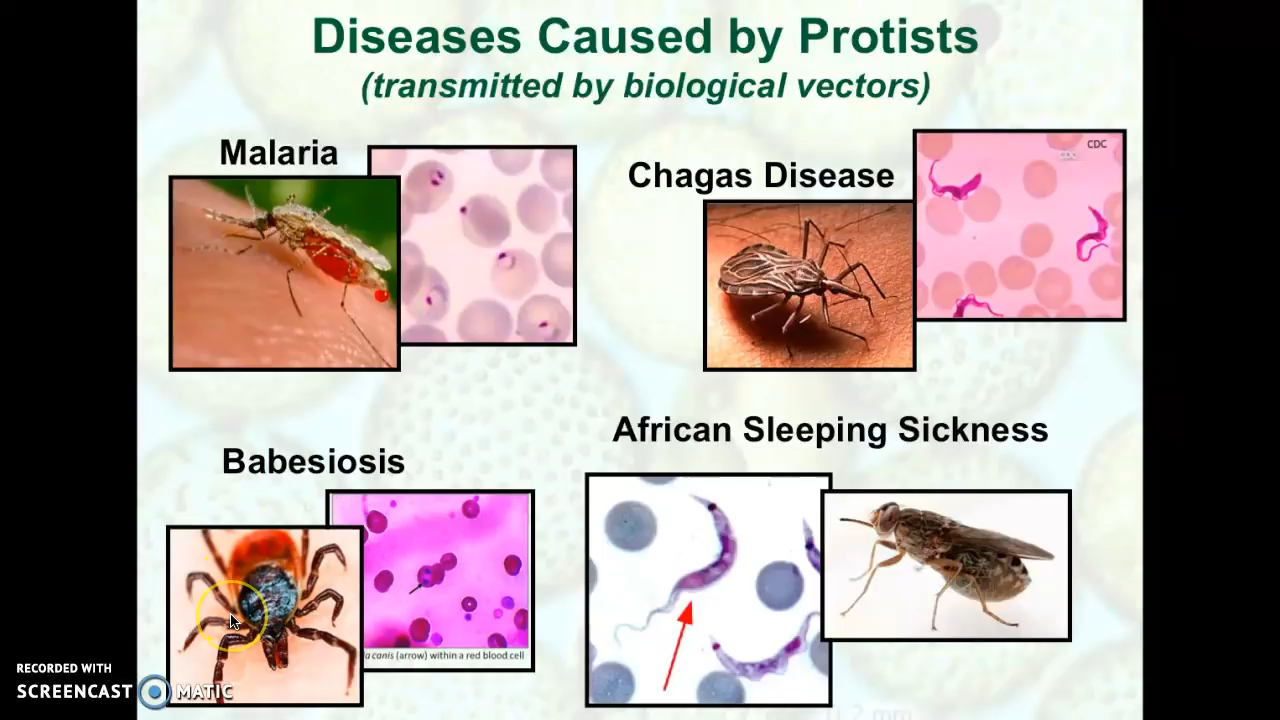 Diseases Caused by Protists
(transmitted by biological vectors)
Malaria
Chagas Disease
CDC
African Sleeping Sickness
Babesiosis
canis (arrow) within a red blood cell
RECORDED WITH
SCREENCAST MATIC